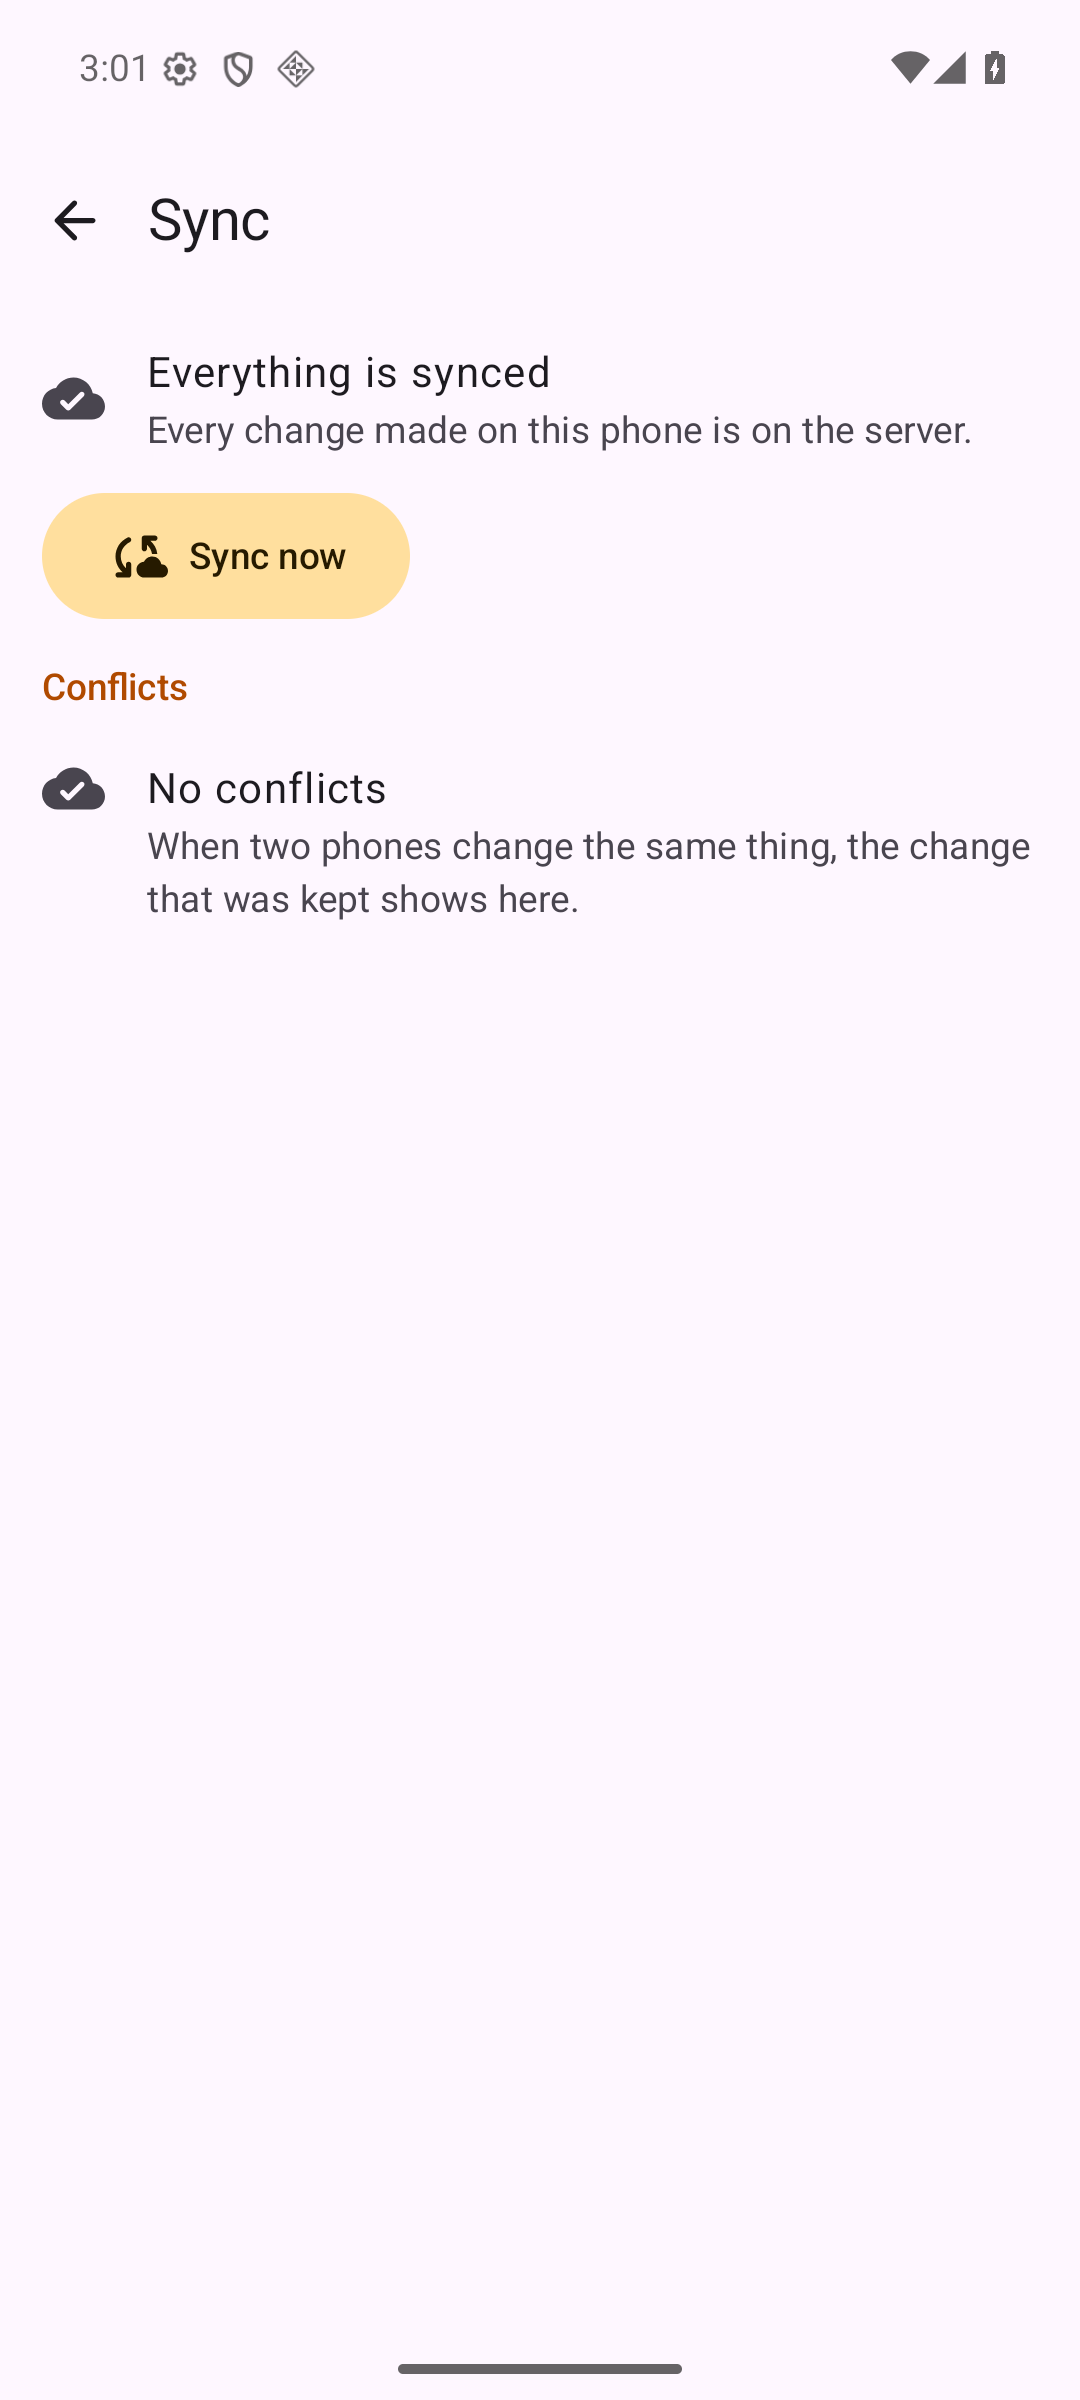 3:01
Sync
Everything is synced
Every change made on this phone is on the server.
Sync now
Conflicts
No conflicts
When two phones change the same thing, the change
that was kept shows here.